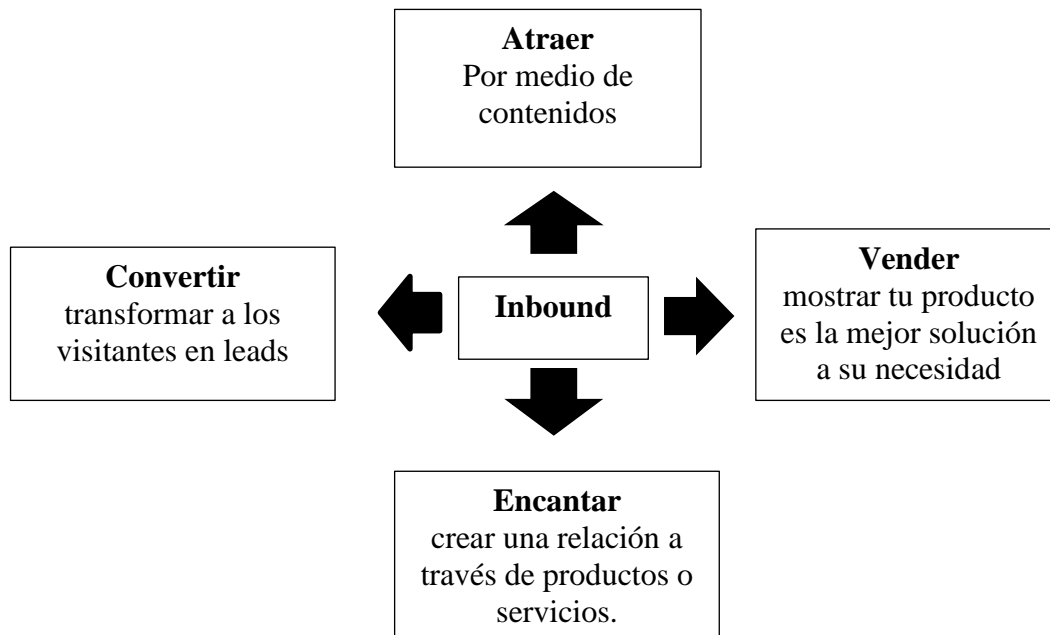 Atraer
Por medio de
contenidos
Convertir
transformar a los
visitantes en leads
Inbound
Vender
mostrar tu producto
es la mejor solución
a su necesidad
Encantar
crear una relación a
través de productos o
servicios.